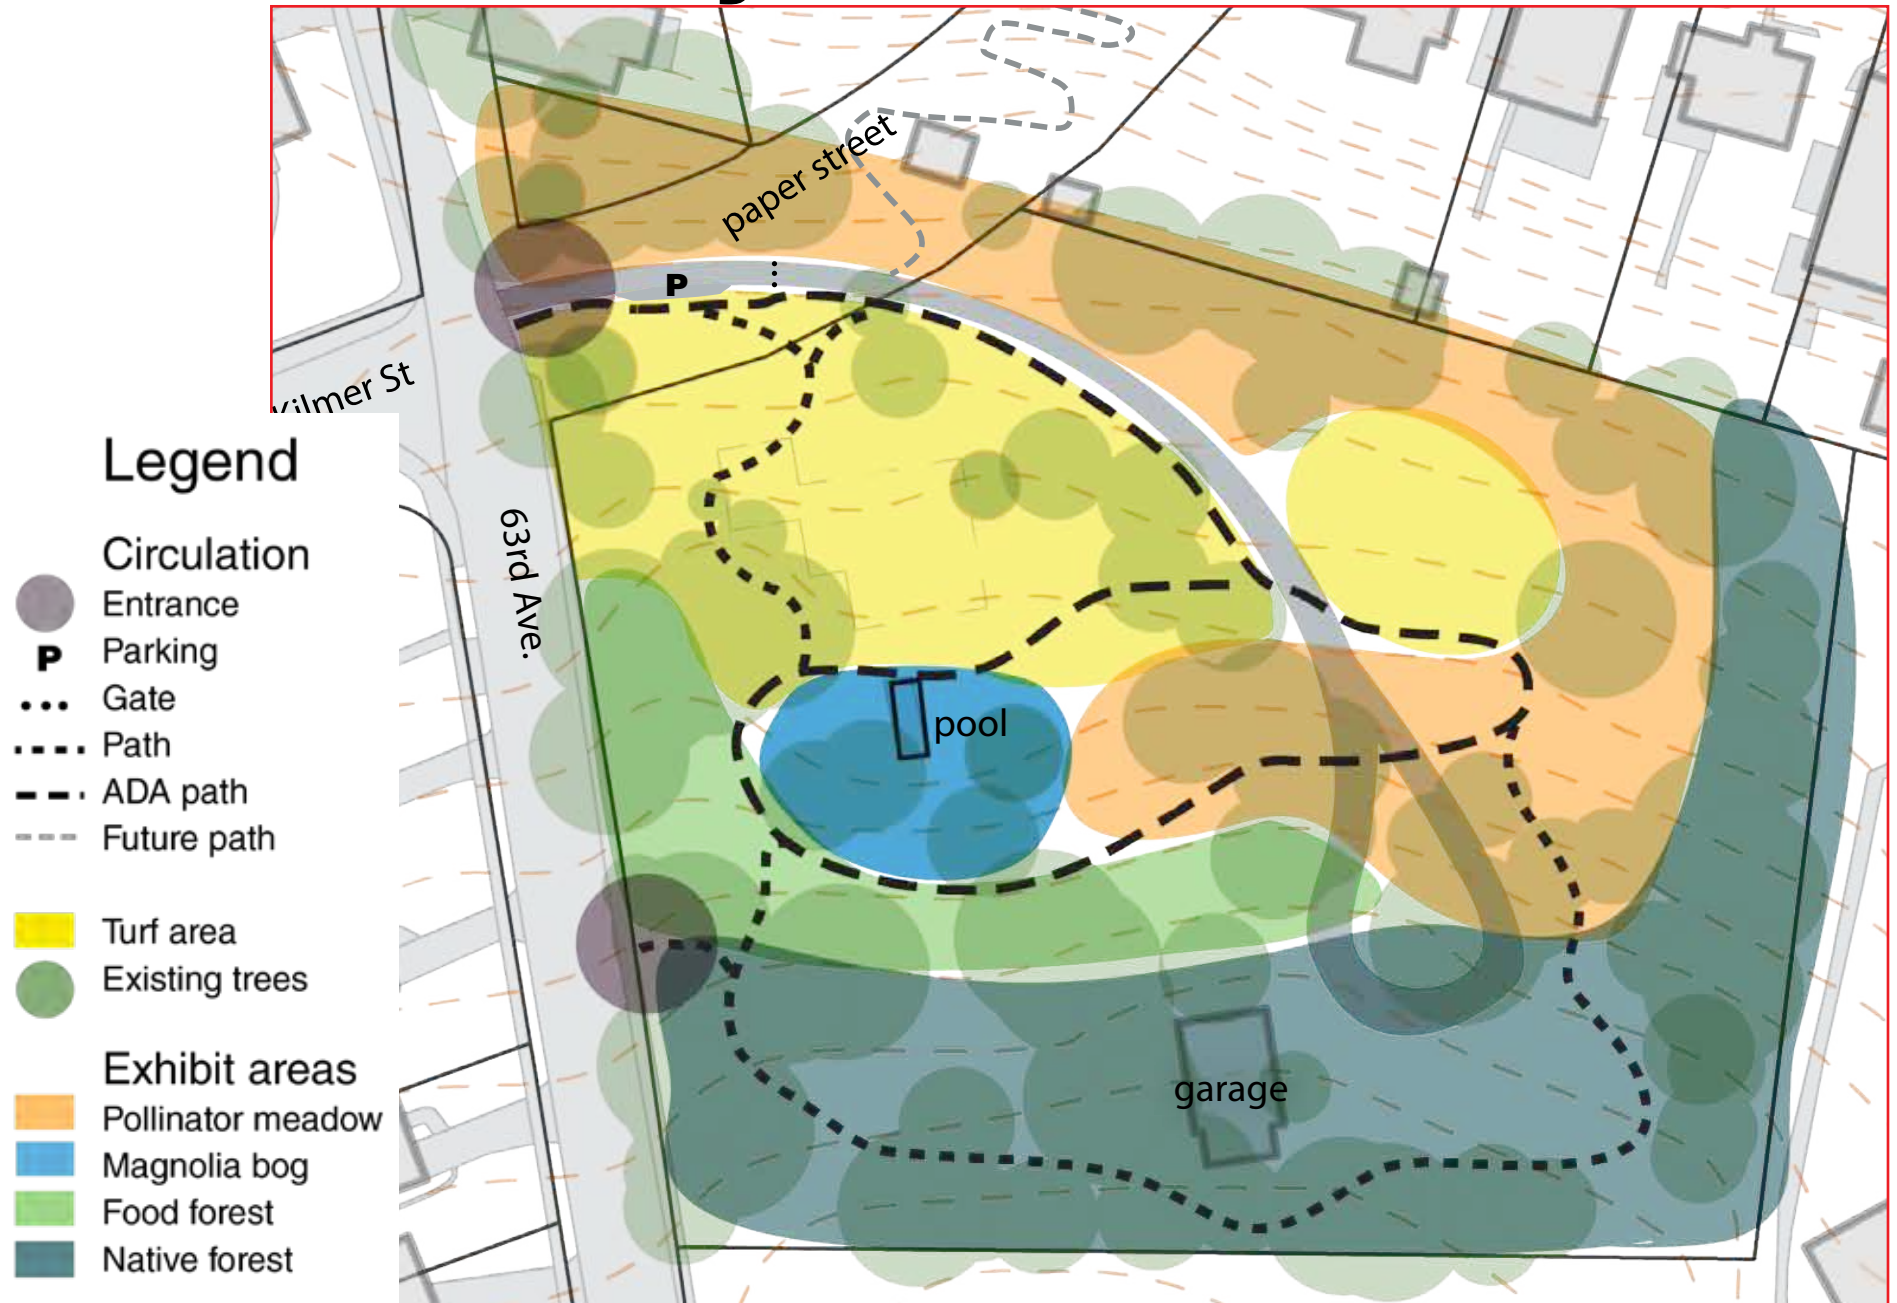 paper street
P
Kilmer St
63rd Ave.
pool
garage
Legend
Circulation
Entrance
P Parking
Gate
Path
ADA path
Future path
Turf area
Existing trees
Exhibit areas
Pollinator meadow
Magnolia bog
Food forest
Native forest